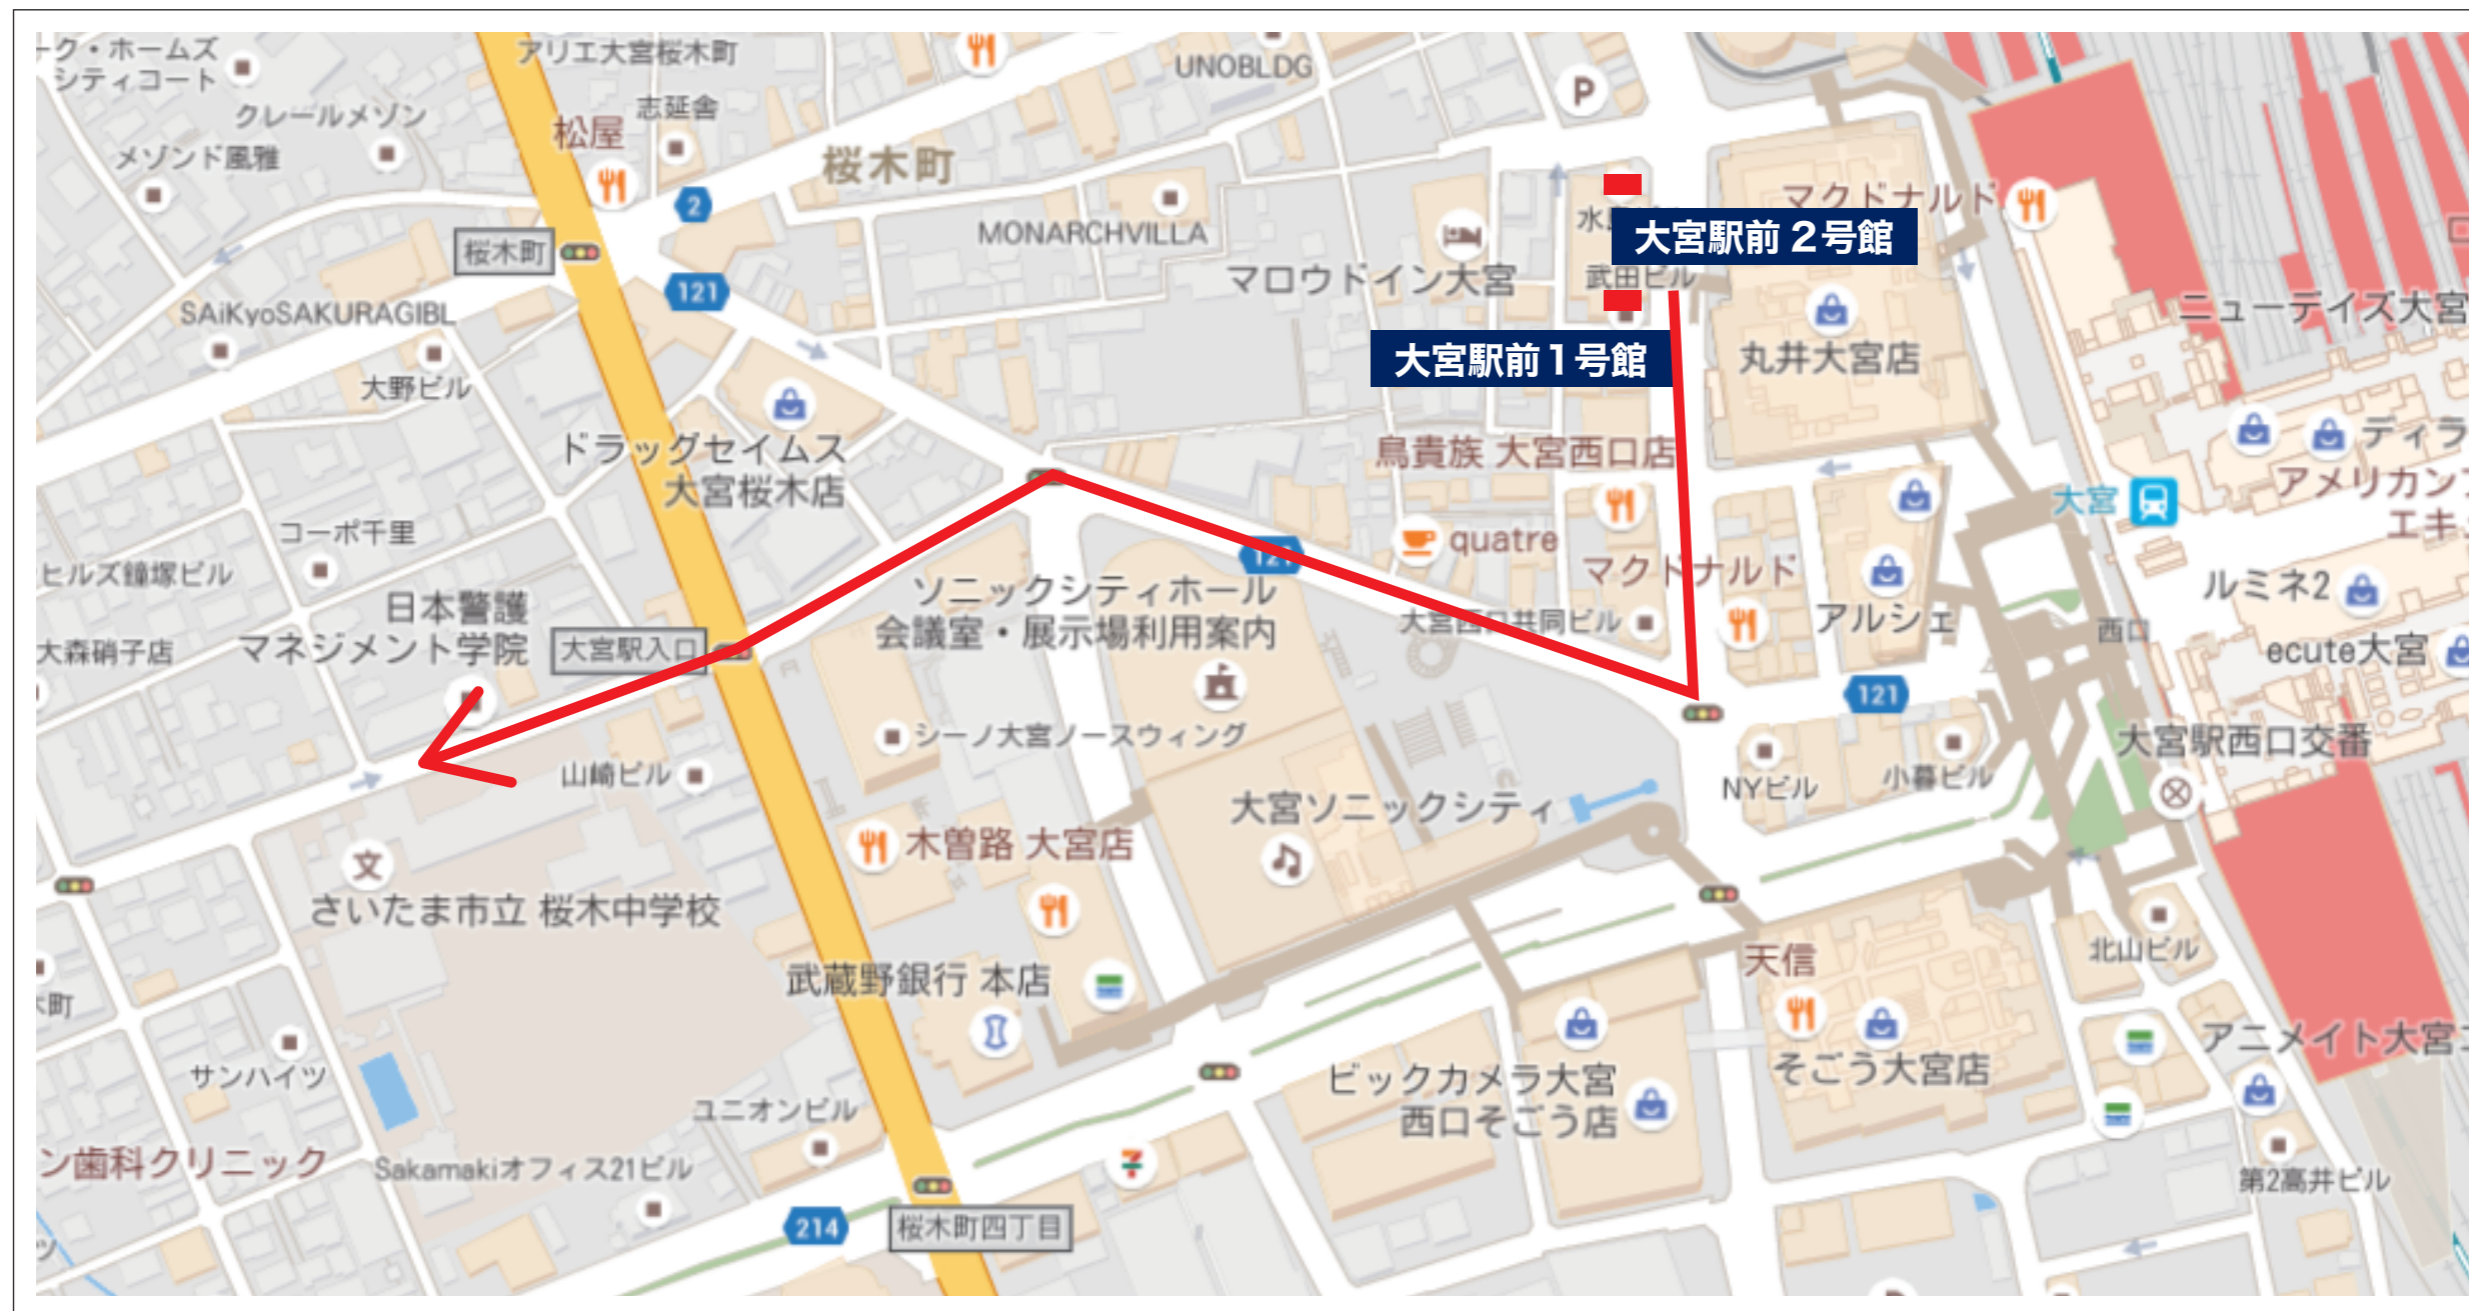 ーク・ホームズ
シティコート
アリエ大宮桜木町
UNOBLDG
P
クレールメゾン
志延舎
松屋
メゾンド風雅
桜木町
マクドナルド
2
MONARCHVILLA
大宮駅前２号館
桜木町
マロウドイン大宮
武田ビル
121
SAiKyoSAKURAGIBL
ニューデイズ大宮
大宮駅前１号館
丸井大宮店
大野ビル
ドラッグセイムス
大宮桜木店
鳥貴族 大宮西口店
ディラ
アメリカン
大宮
コーポ千里
quatre
121
ヒルズ鐘塚ビル
マクドナルド
ソニックシティホール
会議室・展示場利用案内
ルミネ2
日本警護
マネジメント学院
大宮西口共同ビル
アルシェ
西口
大森硝子店
大宮駅入口
ecute大宮
121
シーノ大宮ノースウィング
大宮駅西口交番
山崎ビル
NYビル
小暮ビル
大宮ソニックシティ
木曽路 大宮店
文
さいたま市立 桜木中学校
天信
北山ビル
武蔵野銀行 本店
木町
アニメイト大宮
サンハイツ
ビックカメラ大宮
西口そごう店
そごう大宮店
ユニオンビル
ン歯科クリニック
Sakamakiオフィス21ビル
第2高井ビル
214
桜木町四丁目